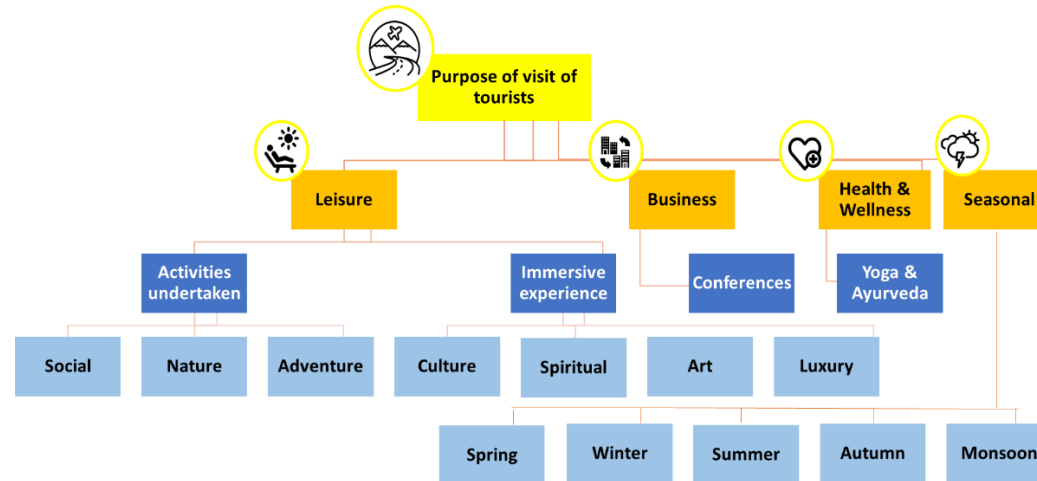 Purpose of visit of
tourists
Leisure
Business
Health &
Wellness
Seasonal
Activities
undertaken
Immersive
experience
Conferences
Yoga &
Ayurveda
Social
Nature
Adventure
Culture
Spiritual
Art
Luxury
Spring
Winter
Summer
Autumn
Monsoon